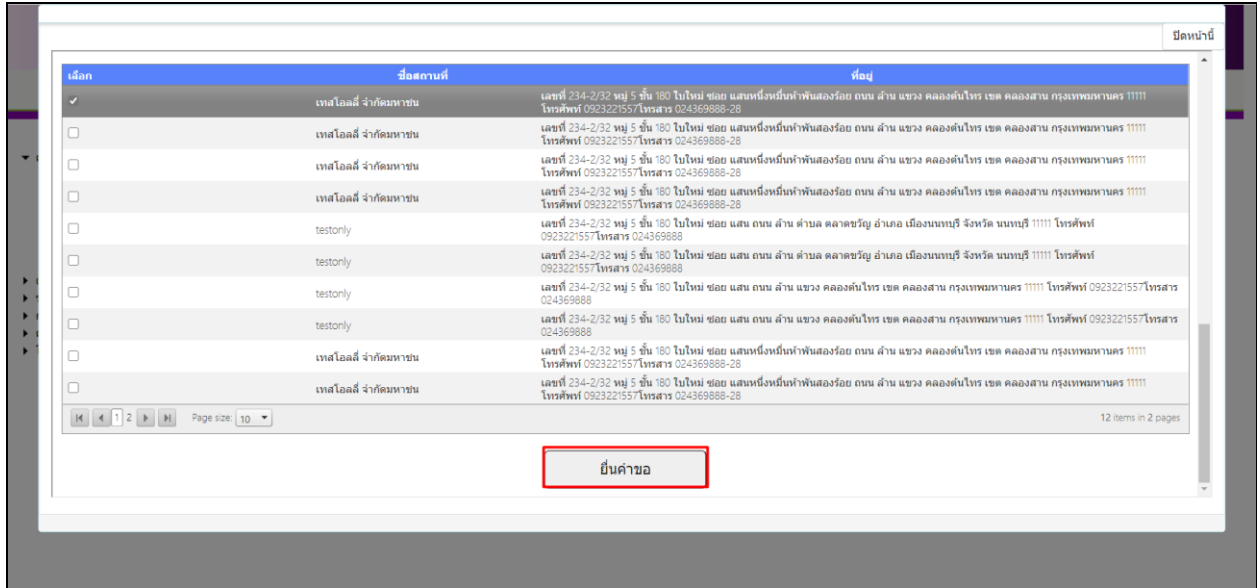 ปิดหน้านี้
เลือก ชื่อสถานที่ ที่อยู่
เทสโอลลี่ จำกัดมหาชน เลขที่ 234-2/32 หมู่ 5 ชั้น 180 ใบใหม่ ซอย แสนหนึ่งหมื่นห้าพันสองร้อย ถนน ล้าน แขวง คลองต้นไทร เขต คลองสาน กรุงเทพมหานคร 11111
โทรศัพท์ 0923221557โทรสาร 024369888-28
เทสโอลลี่ จำกัดมหาชน เลขที่ 234-2/32 หมู่ 5 ชั้น 180 ใบใหม่ ซอย แสนหนึ่งหมื่นห้าพันสองร้อย ถนน ล้าน แขวง คลองต้นไทร เขต คลองสาน กรุงเทพมหานคร 11111
โทรศัพท์ 0923221557โทรสาร 024369888-28
เทสโอลลี่ จำกัดมหาชน เลขที่ 234-2/32 หมู่ 5 ชั้น 180 ใบใหม่ ซอย แสนหนึ่งหมื่นห้าพันสองร้อย ถนน ล้าน แขวง คลองต้นไทร เขต คลองสาน กรุงเทพมหานคร 11111
โทรศัพท์ 0923221557โทรสาร 024369888-28
เทสโอลลี่ จำกัดมหาชน เลขที่ 234-2/32 หมู่ 5 ชั้น 180 ใบใหม่ ซอย แสนหนึ่งหมื่นห้าพันสองร้อย ถนน ล้าน แขวง คลองต้นไทร เขต คลองสาน กรุงเทพมหานคร 11111
โทรศัพท์ 0923221557โทรสาร 024369888-28
testonly เลขที่ 234-2/32 หมู่ 5 ชั้น 180 ใบใหม่ ซอย แสน ถนน ล้าน ตำบล ตลาดขวัญ อำเภอ เมืองนนทบุรี จังหวัด นนทบุรี 11111 โทรศัพท์
0923221557โทรสาร 024369888
testonly เลขที่ 234-2/32 หมู่ 5 ชั้น 180 ใบใหม่ ซอย แสน ถนน ล้าน ตำบล ตลาดขวัญ อำเภอ เมืองนนทบุรี จังหวัด นนทบุรี 11111 โทรศัพท์
0923221557โทรสาร 024369888
testonly เลขที่ 234-2/32 หมู่ 5 ชั้น 180 ใบใหม่ ซอย แสน ถนน ล้าน แขวง คลองต้นไทร เขต คลองสาน กรุงเทพมหานคร 11111 โทรศัพท์ 0923221557โทรสาร
024369888
testonly เลขที่ 234-2/32 หมู่ 5 ชั้น 180 ใบใหม่ ซอย แสน ถนน ล้าน แขวง คลองต้นไทร เขต คลองสาน กรุงเทพมหานคร 11111 โทรศัพท์ 0923221557โทรสาร
024369888
เทสโอลลี่ จำกัดมหาชน เลขที่ 234-2/32 หมู่ 5 ชั้น 180 ใบใหม่ ซอย แสนหนึ่งหมื่นห้าพันสองร้อย ถนน ล้าน แขวง คลองต้นไทร เขต คลองสาน กรุงเทพมหานคร 11111
โทรศัพท์ 0923221557โทรสาร 024369888-28
เทสโอลลี่ จำกัดมหาชน เลขที่ 234-2/32 หมู่ 5 ชั้น 180 ใบใหม่ ซอย แสนหนึ่งหมื่นห้าพันสองร้อย ถนน ล้าน แขวง คลองต้นไทร เขต คลองสาน กรุงเทพมหานคร 11111
โทรศัพท์ 0923221557โทรสาร 024369888-28
1 2 Page size: 10 12 items in 2 pages
ยื่นคำขอ